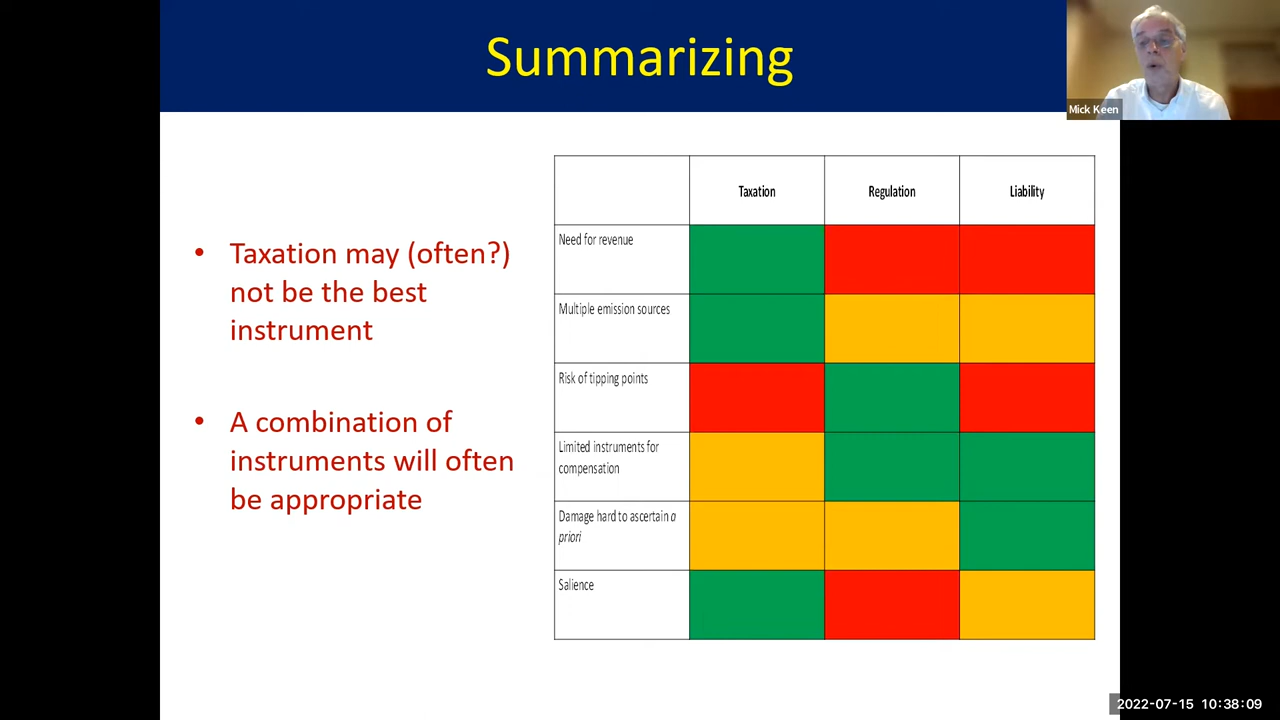 Summarizing
Mick Keen
• Taxation may (often?)
not be the best
instrument
• A combination of
instruments will often
be appropriate
Taxation Regulation Liability
Need for revenue
Multiple emission sources
Risk of tipping points
Limited instruments for
compensation
Damage hard to ascertain a
priori
Salience
2022-07-15 10:38:09